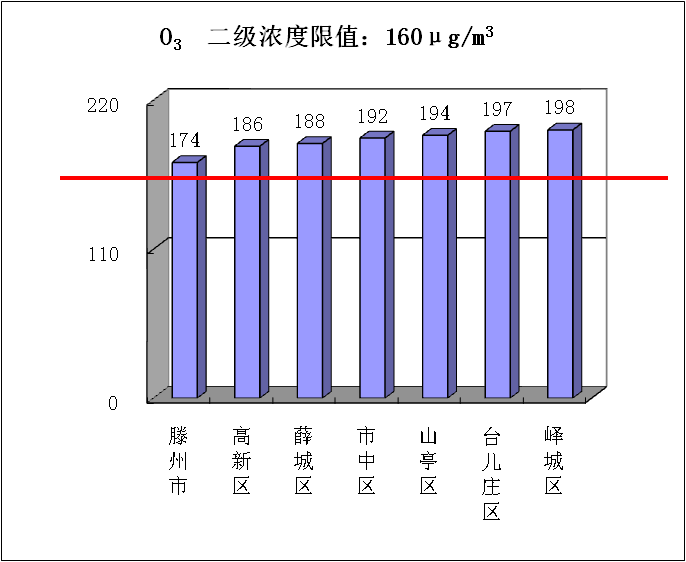 O₃ 二级浓度限值：160μg/m³
220
110
0
174
186
188
192
194
197
198
滕州市
高新区
薛城区
市中区
山亭区
台儿庄区
峄城区